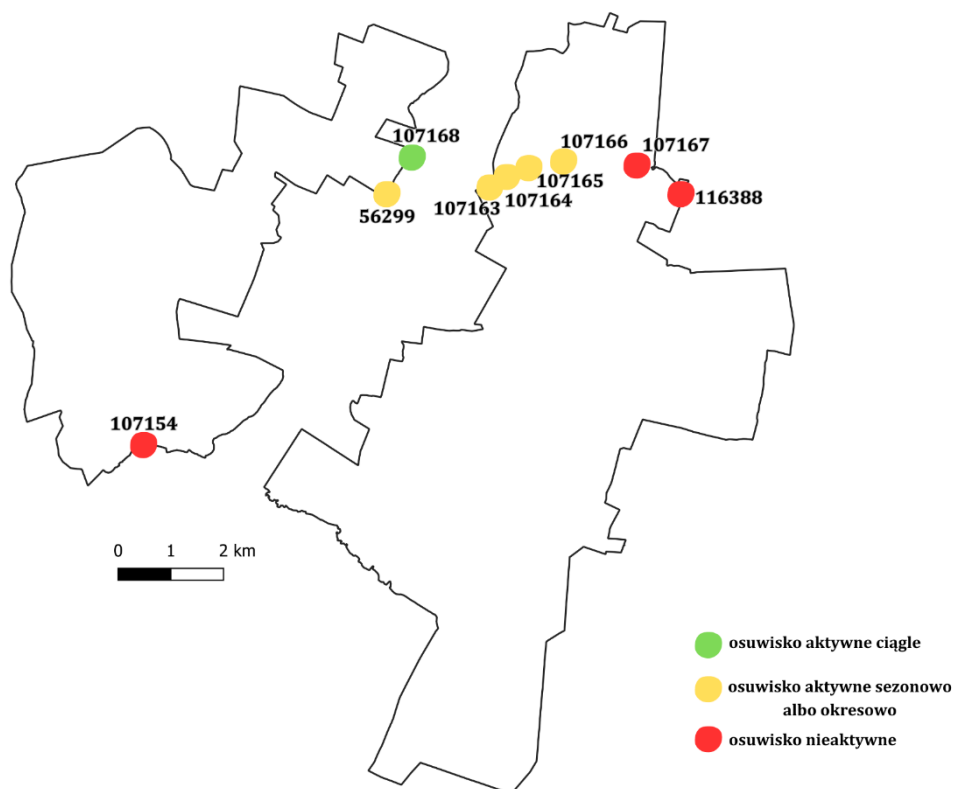 107168
107166
107167
107165
107164
107163
56299
116388
107154
0 1 2 km
osuwisko aktywne ciągle
osuwisko aktywne sezonowo
albo okresowo
osuwisko nieaktywne